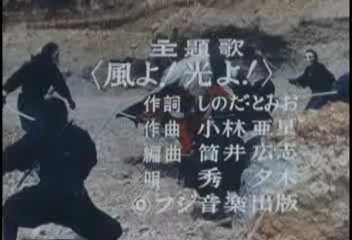 主題歌
〈風よ 光よ!〉
作詞 しのだ・とみお
作曲 小林亜星
編曲 筒井広志
唄 秀夕木
◎フジ音楽出版